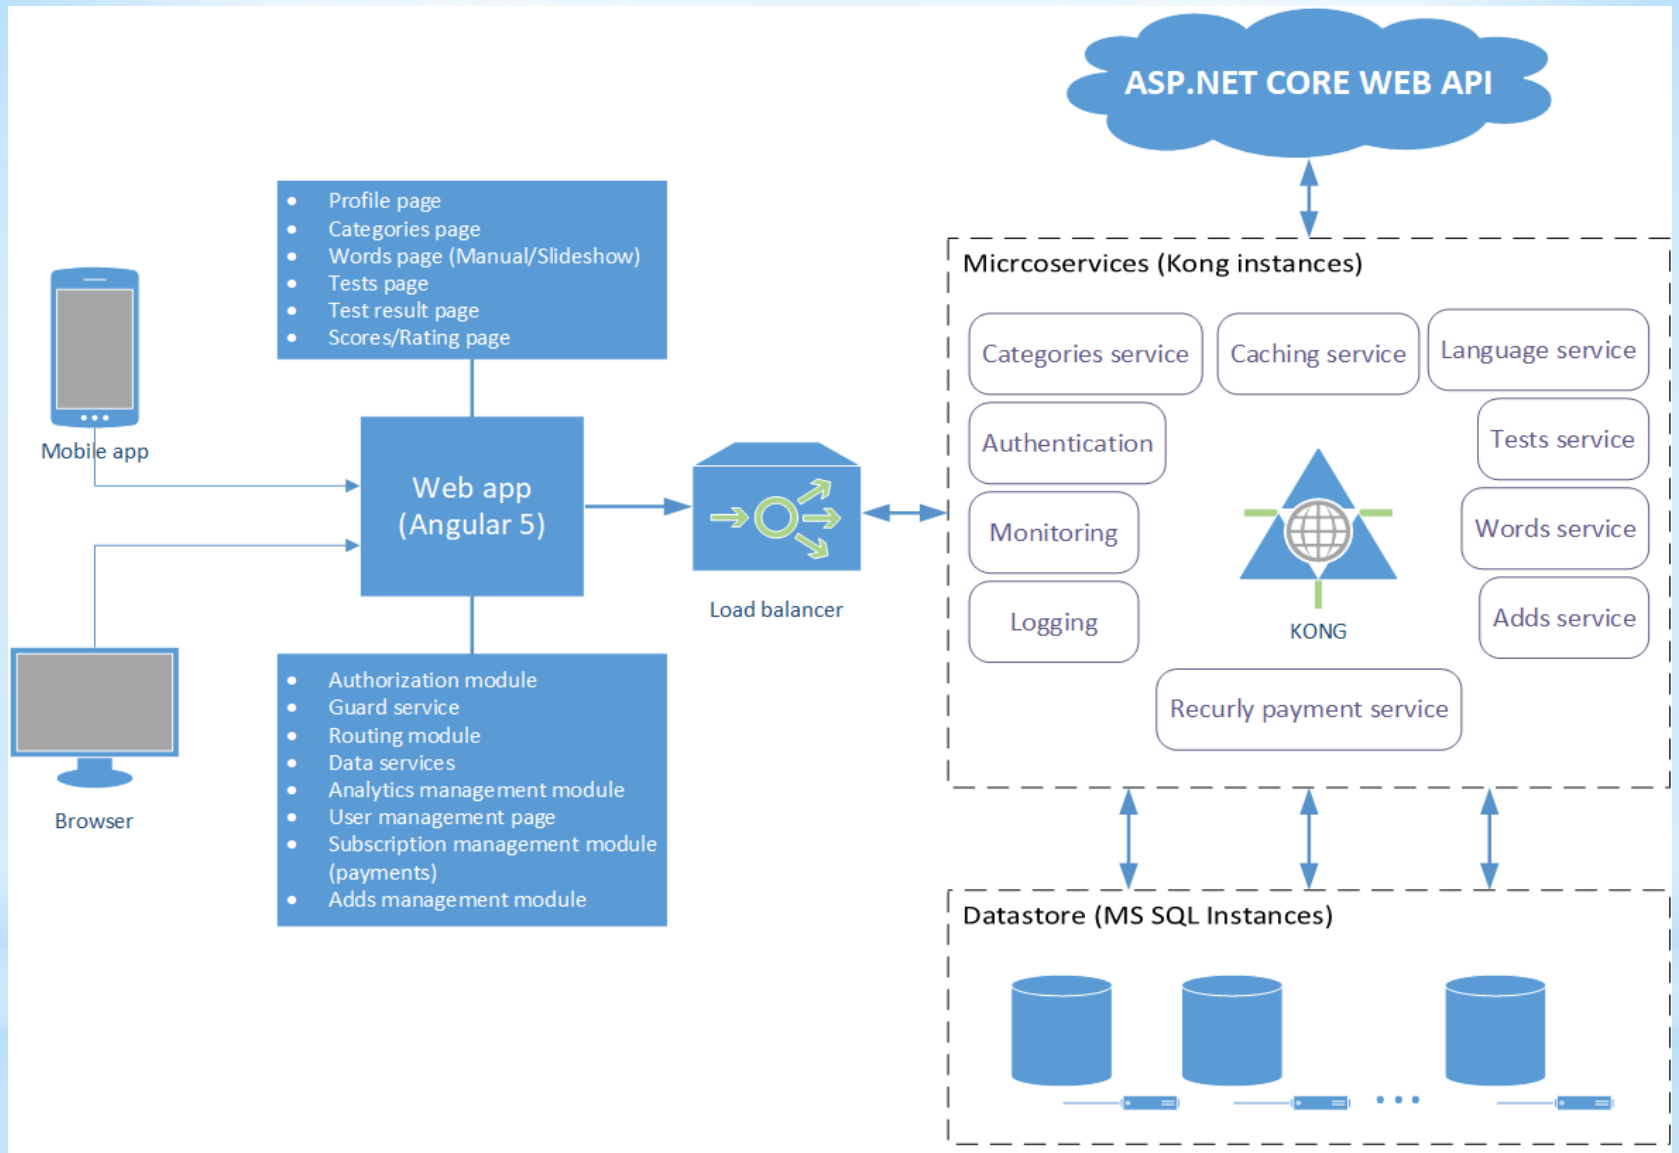 ASP.NET CORE WEB API
Profile page
Categories page
Words page (Manual/Slideshow)
Tests page
Test result page
Scores/Rating page
Mobile app
Web app
(Angular 5)
Browser
Authorization module
Guard service
Routing module
Data services
Analytics management module
User management page
Subscription management module
(payments)
Adds management module
Load balancer
Micrcoservices (Kong instances)
Categories service
Caching service
Language service
Authentication
Tests service
Monitoring
Words service
Logging
KONG
Adds service
Recurly payment service
Datastore (MS SQL Instances)